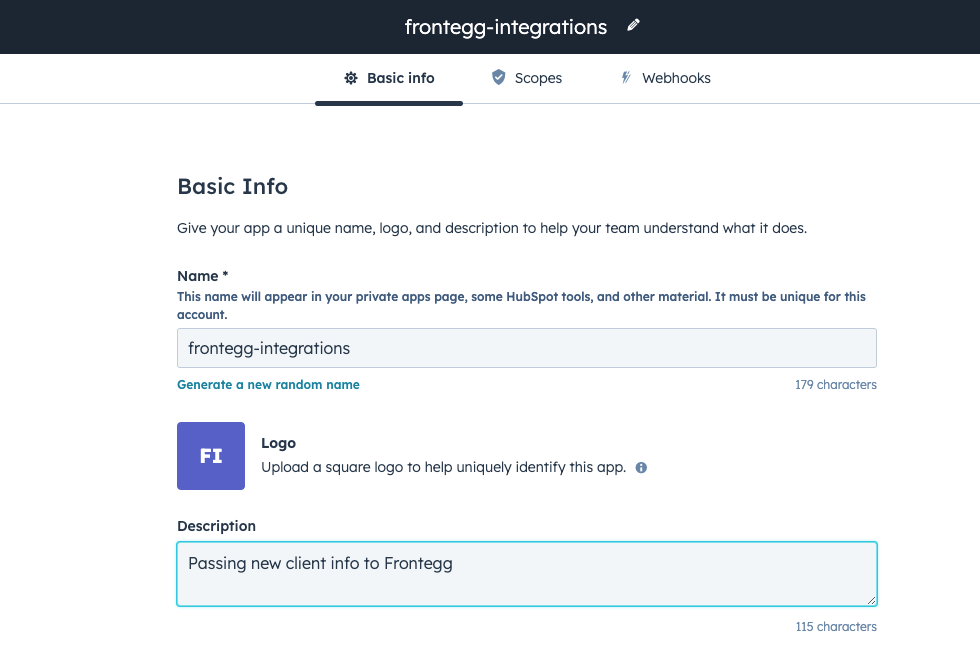 frontegg-integrations
Basic info
Scopes
Webhooks
Basic Info
Give your app a unique name, logo, and description to help your team understand what it does.
Name *
This name will appear in your private apps page, some HubSpot tools, and other material. It must be unique for this
account.
frontegg-integrations
Generate a new random name
179 characters
FI
Logo
Upload a square logo to help uniquely identify this app.
Description
Passing new client info to Frontegg
115 characters